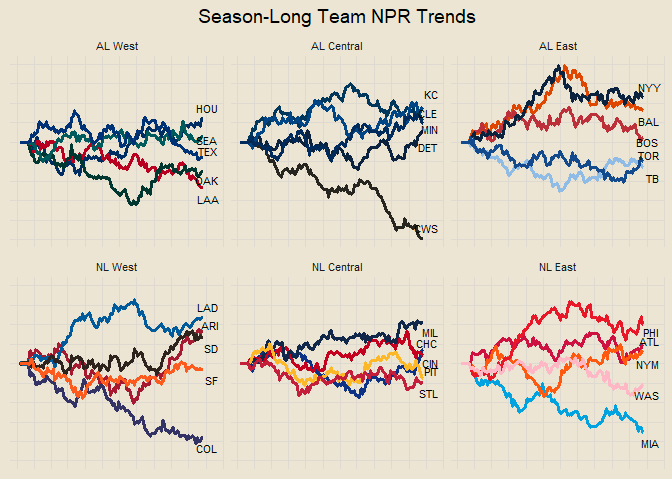 Season-Long Team NPR Trends
AL West
AL Central
AL East
HOU
SEA
TEX
OAK
LAA
KC
CLE
MIN
DET
CWS
NYY
BAL
BOS
TOR
TB
NL West
NL Central
NL East
LAD
ARI
SD
SF
COL
MIL
CHC
CIN
PIT
STL
PHI
ATL
NYM
WAS
MIA